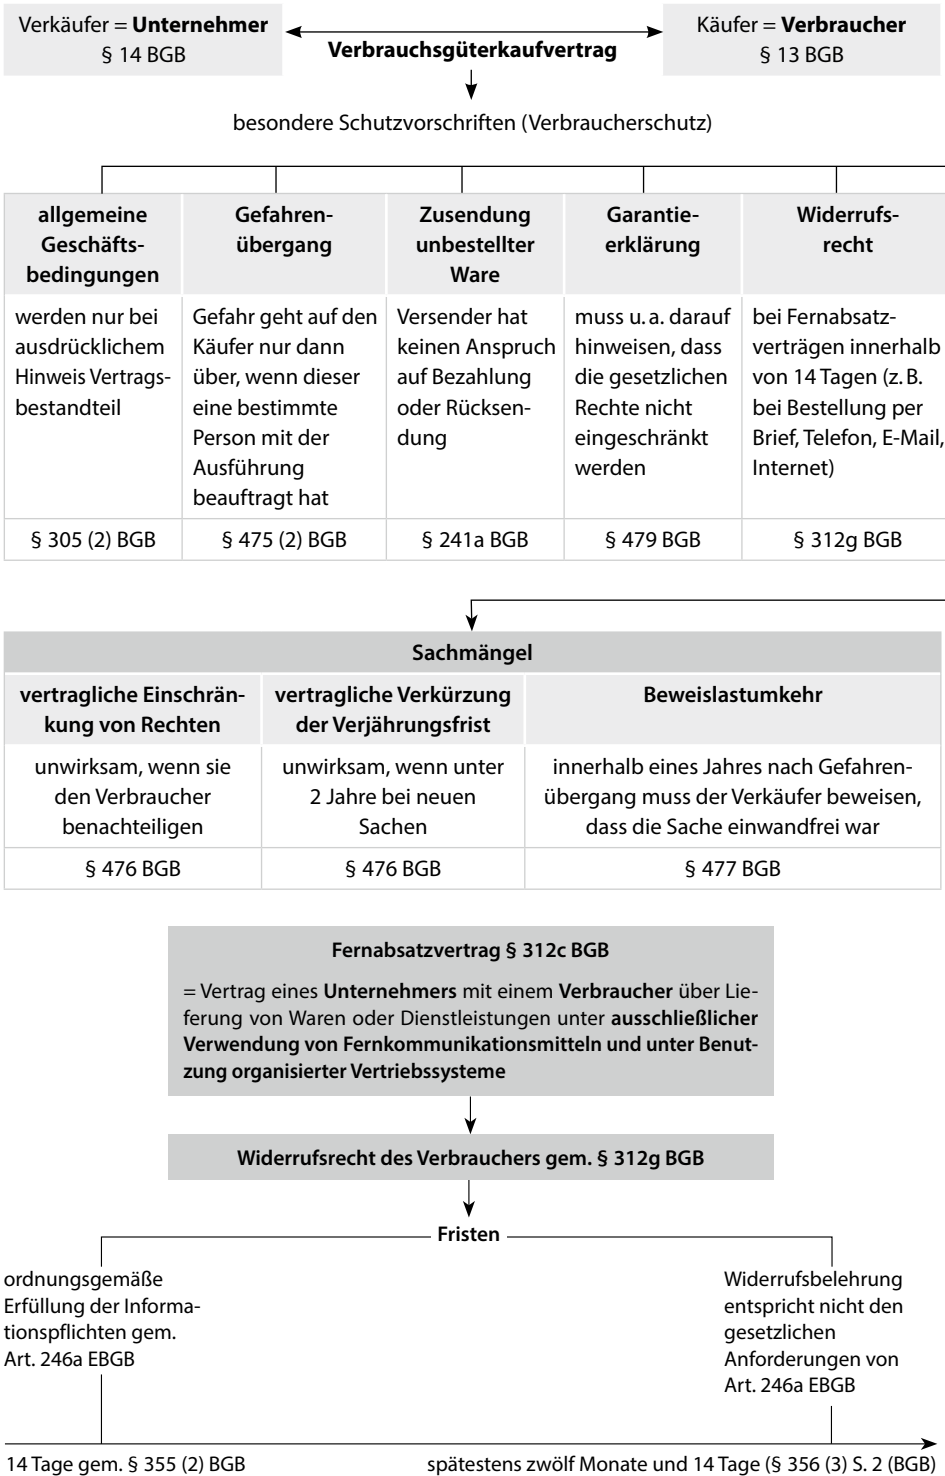 Verkäufer = Unternehmer
§ 14 BGB
Verbrauchsgüterkaufvertrag
Käufer = Verbraucher
§ 13 BGB
besondere Schutzvorschriften (Verbraucherschutz)
allgemeine
Geschäfts-
bedingungen
Gefahren-
übergang
Zusendung
unbestellter
Ware
Garantie-
erklärung
Widerrufs-
recht
werden nur bei
ausdrücklichem
Hinweis Vertrags-
bestandteil
Gefahr geht auf den
Käufer nur dann
über, wenn dieser
eine bestimmte
Person mit der
Ausführung
beauftragt hat
Versender hat
keinen Anspruch
auf Bezahlung
oder Rücksen-
dung
muss u. a. darauf
hinweisen, dass
die gesetzlichen
Rechte nicht
eingeschränkt
werden
bei Fernabsatz-
verträgen innerhalb
von 14 Tagen (z. B.
bei Bestellung per
Brief, Telefon, E-Mail,
Internet)
§ 305 (2) BGB
§ 475 (2) BGB
§ 241a BGB
§ 479 BGB
§ 312g BGB
Sachmängel
vertragliche Einschrän-
kung von Rechten
vertragliche Verkürzung
der Verjährungsfrist
Beweislastumkehr
unwirksam, wenn sie
den Verbraucher
benachteiligen
unwirksam, wenn unter
2 Jahre bei neuen
Sachen
innerhalb eines Jahres nach Gefahren-
übergang muss der Verkäufer beweisen,
dass die Sache einwandfrei war
§ 476 BGB
§ 476 BGB
§ 477 BGB
Fernabsatzvertrag § 312c BGB
= Vertrag eines Unternehmers mit einem Verbraucher über Lie-
ferung von Waren oder Dienstleistungen unter ausschließlicher
Verwendung von Fernkommunikationsmitteln und unter Benut-
zung organisierter Vertriebssysteme
Widerrufsrecht des Verbrauchers gem. § 312g BGB
Fristen
ordnungsgemäße
Erfüllung der Informa-
tionspflichten gem.
Art. 246a EBGB
Widerrufsbelehrung
entspricht nicht den
gesetzlichen
Anforderungen von
Art. 246a EBGB
14 Tage gem. § 355 (2) BGB
spätestens zwölf Monate und 14 Tage (§ 356 (3) S. 2 (BGB)